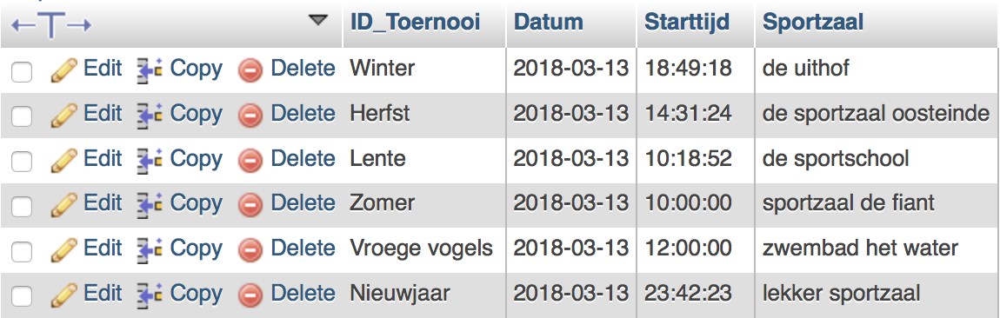 ID_Toernooi Datum Starttijd Sportzaal
Edit Copy Delete Winter 2018-03-13 18:49:18 de uithof
Edit Copy Delete Herfst 2018-03-13 14:31:24 de sportzaal oosteinde
Edit Copy Delete Lente 2018-03-13 10:18:52 de sportschool
Edit Copy Delete Zomer 2018-03-13 10:00:00 sportzaal de fiant
Edit Copy Delete Vroege vogels 2018-03-13 12:00:00 zwembad het water
Edit Copy Delete Nieuwjaar 2018-03-13 23:42:23 lekker sportzaal